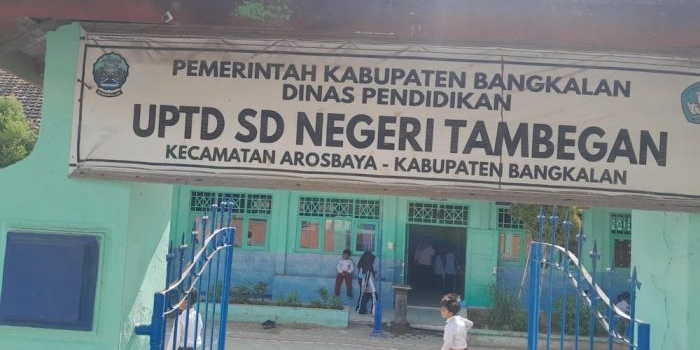 PEMERINTAH KABUPATEN BANGKALAN
DINAS PENDIDIKAN
UPTD SD NEGERI TAMBEGAN
KECAMATAN AROSBAYA - KABUPATEN BANGKALAN